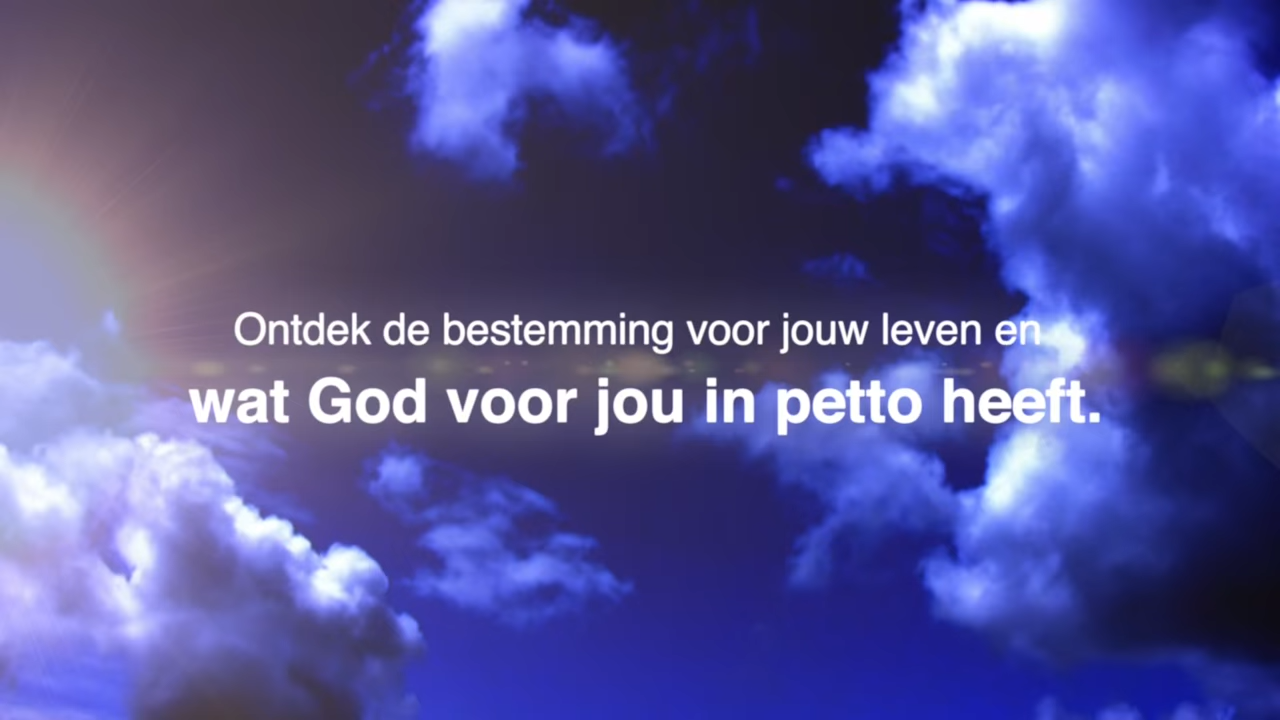 Ontdek de bestemming voor jouw leven en
wat God voor jou in petto heeft.